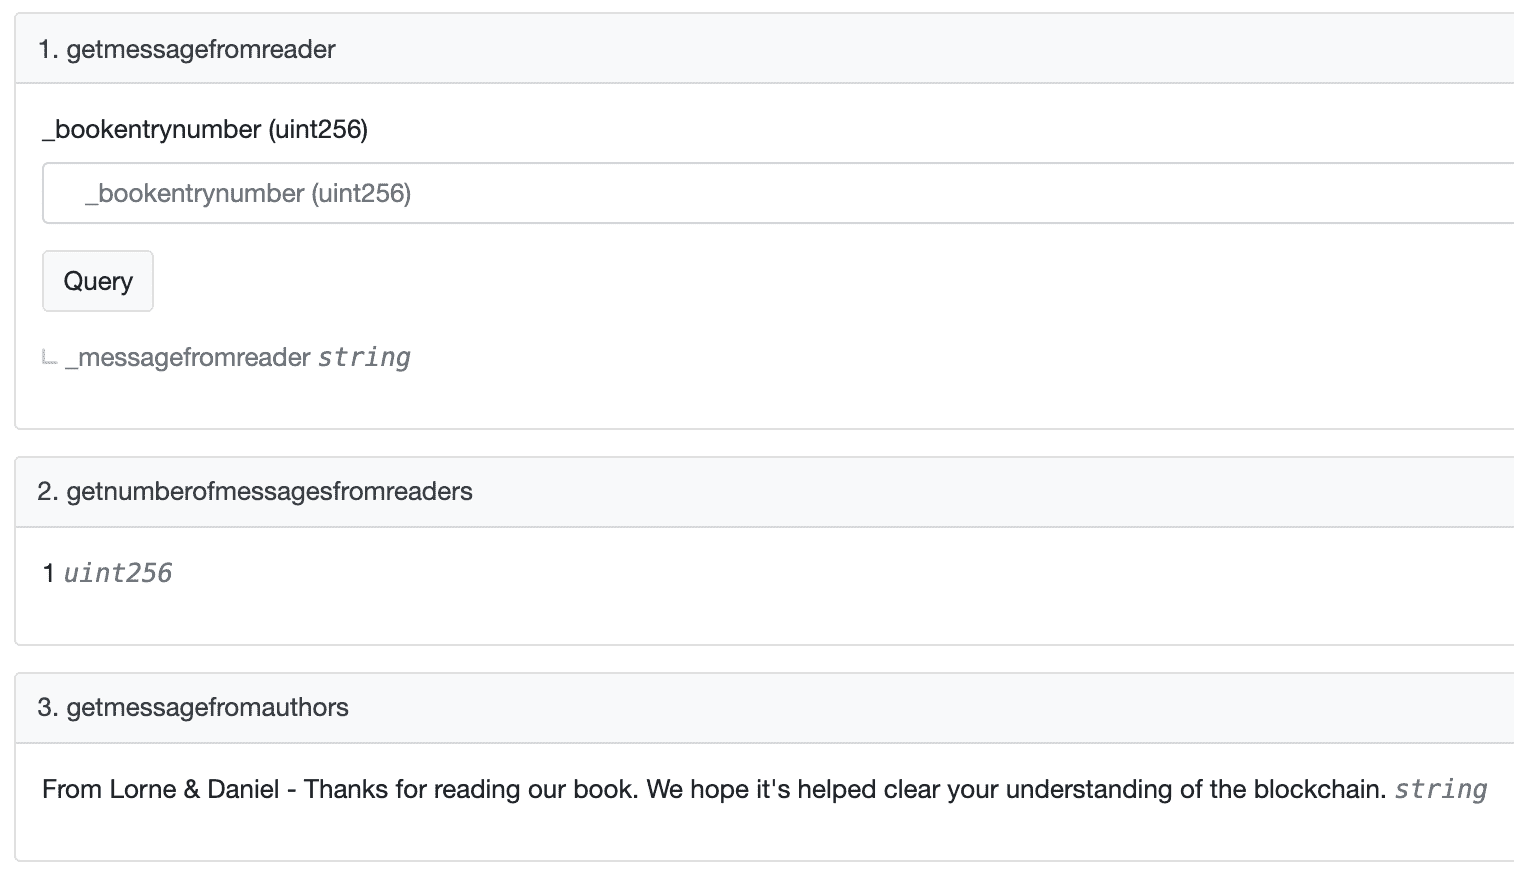 1. getmessagefromreader
_bookentrynumber (uint256)
_bookentrynumber (uint256)
Query
_messagefromreader string
2. getnumberofmessagesfromreaders
1 uint256
3. getmessagefromauthors
From Lorne & Daniel - Thanks for reading our book. We hope it's helped clear your understanding of the blockchain. string